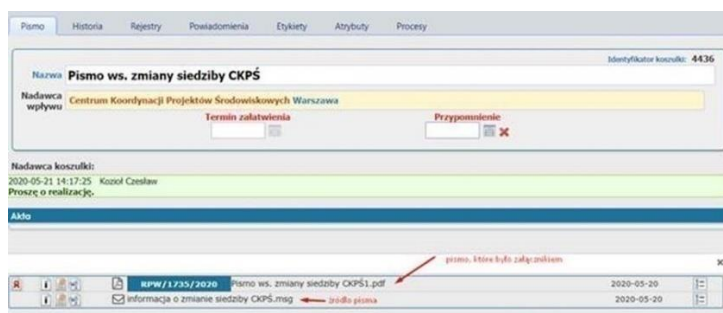 Pismo Historia Rejestry Powiadomienia Etykiety Atrybuty Procesy
Identyfikator koszulki: 4436
Nazwa Pismo ws. zmiany siedziby CKPŚ
Nadawca wpływu Centrum Koordynacji Projektów Środowiskowych Warszawa
Termin załatwienia Przypomnienie
Nadawca koszulki:
2020-05-21 14:17:25 Kozioł Czesław
Proszę o realizację.
Akta
pismo, które było załącznikiem
RPW/1735/2020 Pismo ws. zmiany siedziby CKPŚ1.pdf 2020-05-20
informacja o zmianie siedziby CKPŚ.msg źródło pisma 2020-05-20